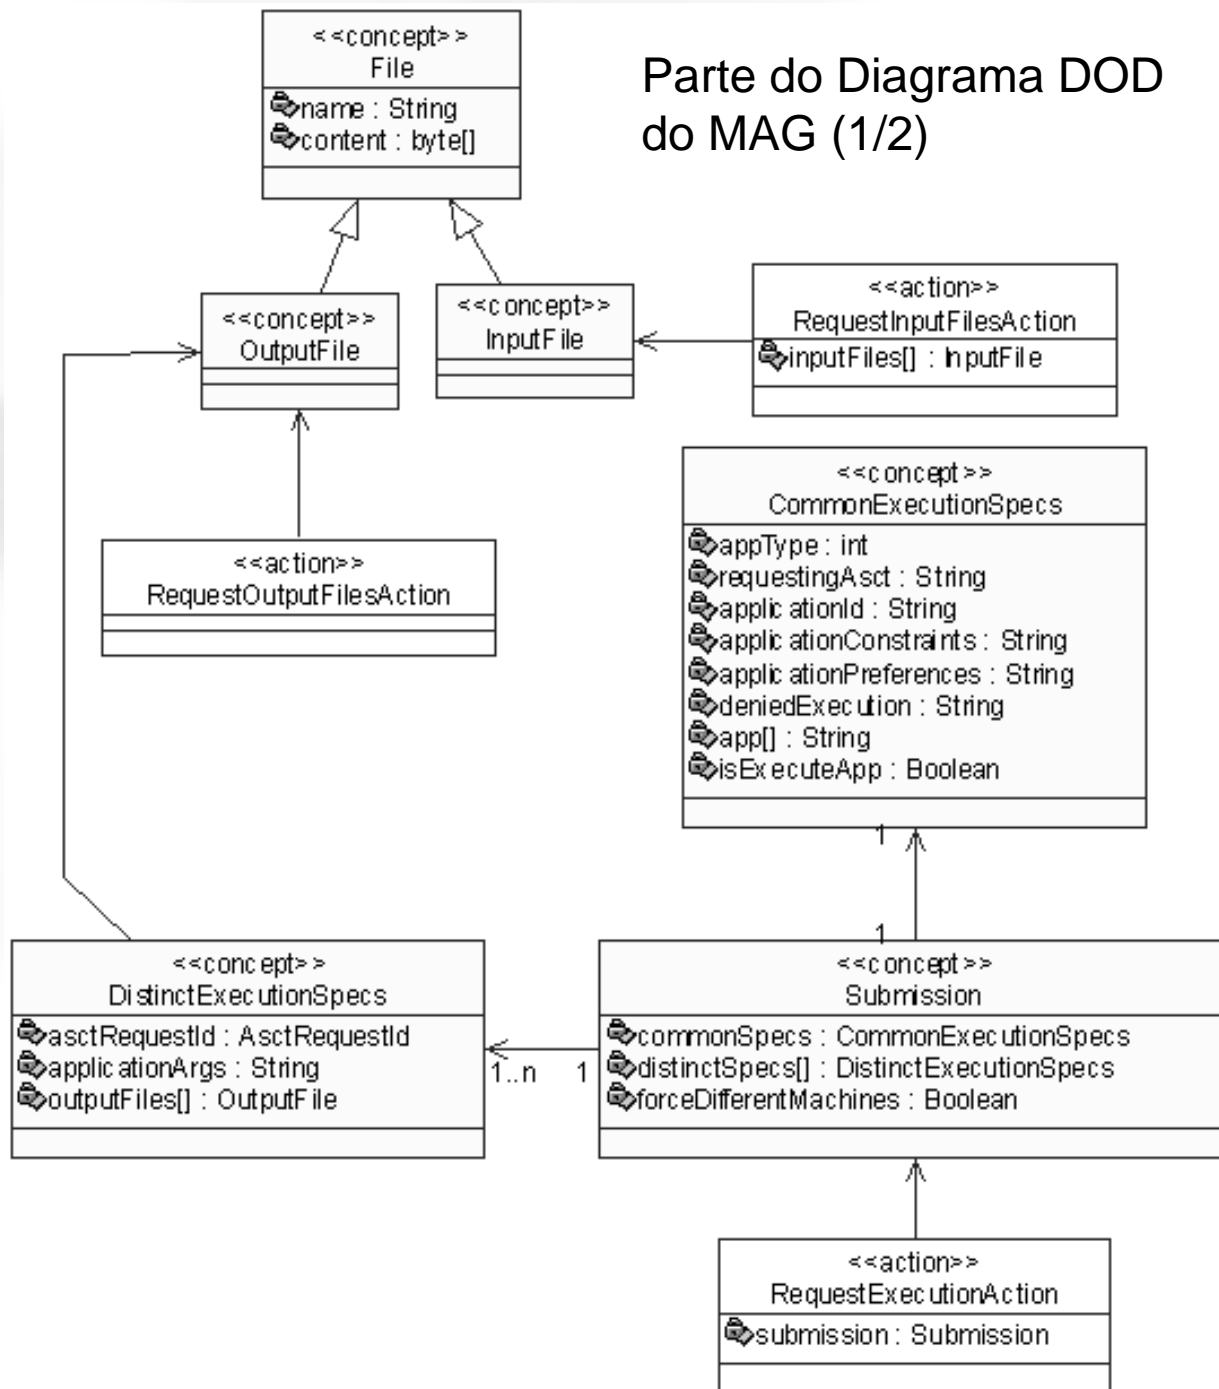 <<concept>>
File
name : String
content : byte[]
Parte do Diagrama DOD
do MAG (1/2)
<<concept>>
OutputFile
<<concept>>
InputFile
<<action>>
RequestInputFilesAction
inputFiles[] : InputFile
<<action>>
RequestOutputFilesAction
<<concept>>
CommonExecutionSpecs
appType : int
requestingAsct : String
applicationId : String
applicationConstraints : String
applicationPreferences : String
deniedExecution : String
app[] : String
isExecuteApp : Boolean
1
1
<<concept>>
DistinctExecutionSpecs
asctRequestId : AsctRequestId
applicationArgs : String
outputFiles[] : OutputFile
1..n
1
<<concept>>
Submission
commonSpecs : CommonExecutionSpecs
distinctSpecs[] : DistinctExecutionSpecs
forceDifferentMachines : Boolean
<<action>>
RequestExecutionAction
submission : Submission